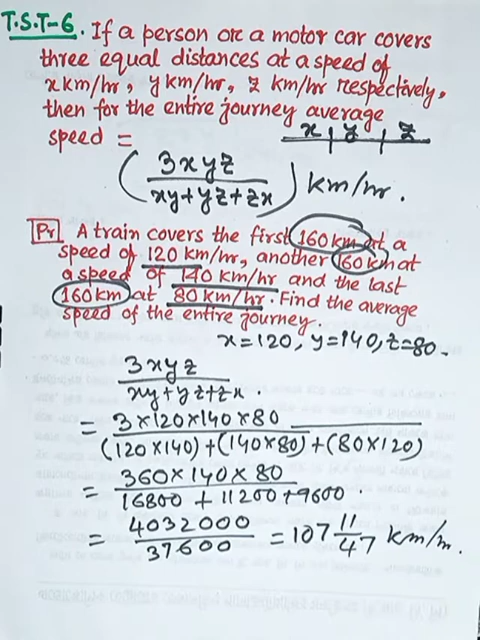 T.S.T-6. If a person or a motor car covers
three equal distances at a speed of
x km/hr, y km/hr, z km/hr respectively,
then for the entire journey average
speed = x y z
(3xyz / xy+yz+zx) km/hr.
Pr A train covers the first 160 km at a
speed of 120 km/hr, another 160 km at
a speed of 140 km/hr and the last
160 km at 80 km/hr. Find the average
speed of the entire journey.
x=120, y=140, z=80.
3xyz
xy+yz+zx.
= 3×120×140×80
(120×140)+(140×80)+(80×120)
= 360×140×80
16800 + 11200+9600.
= 4032000 / 37600 = 107 11/47 km/hr.